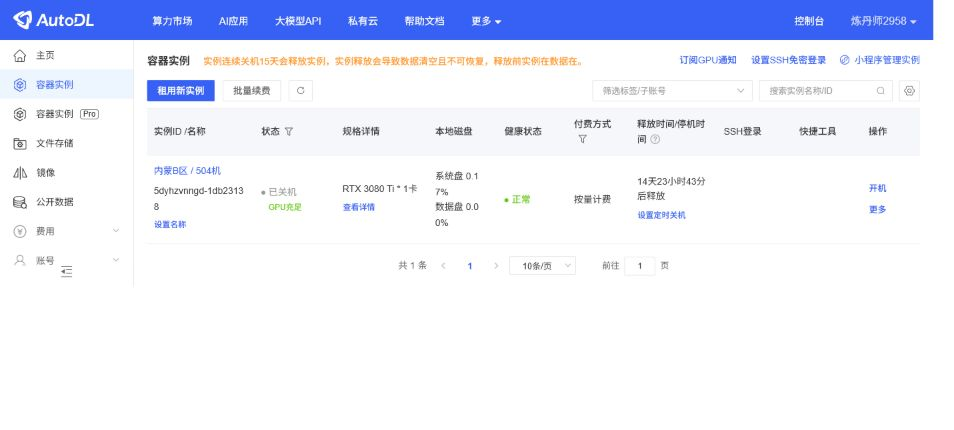 AutoDL 算力市场 AI应用 大模型API 私有云 帮助文档 更多 控制台 炼丹师2958
主页
容器实例
容器实例 Pro
文件存储
镜像
公开数据
费用
账号
容器实例 实例连续关机15天会释放实例，实例释放会导致数据清空且不可恢复，释放前实例在数据在。 订阅GPU通知 设置SSH免密登录 小程序管理实例
租用新实例 批量续费 筛选标签/子账号 搜索实例名称/ID
实例ID /名称 状态 规格详情 本地磁盘 健康状态 付费方式 释放时间/停机时间 SSH登录 快捷工具 操作
内蒙B区 / 504机
5dyhzvnngd-1db2313
8
设置名称
已关机
GPU充足
RTX 3080 Ti * 1卡
查看详情
系统盘 0.1
7%
数据盘 0.0
0%
正常
按量计费
14天23小时43分
后释放
设置定时关机
开机
更多
共 1 条 1 10条/页 前往 1 页